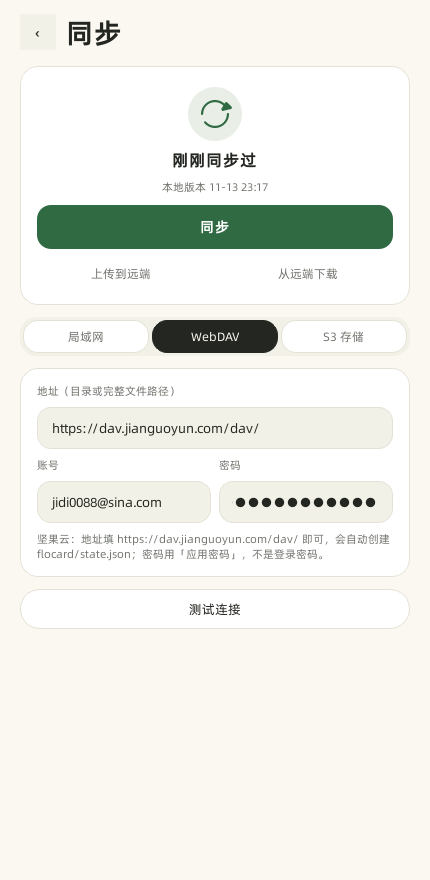 ‹ 同步
刚刚同步过
本地版本 11-13 23:17
同步
上传到远端 从远端下载
局域网 WebDAV S3 存储
地址（目录或完整文件路径）
https://dav.jianguoyun.com/dav/
账号 密码
jidi0088@sina.com ●●●●●●●●●●●
坚果云：地址填 https://dav.jianguoyun.com/dav/ 即可，会自动创建
flocard/state.json；密码用「应用密码」，不是登录密码。
测试连接